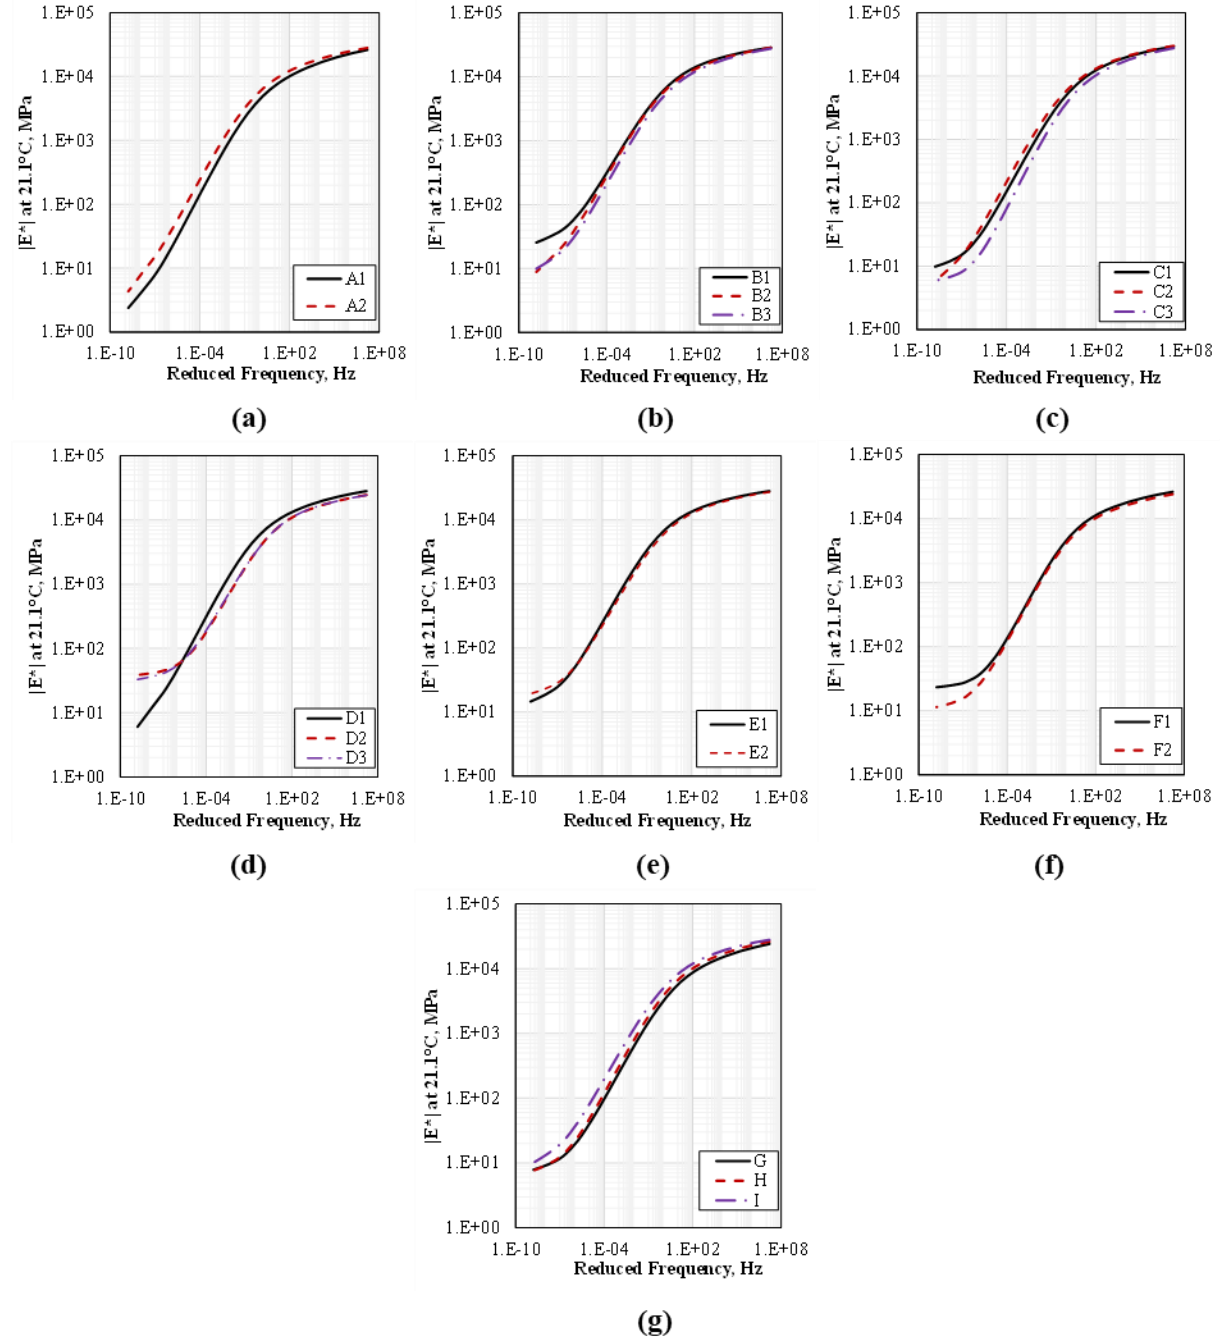 1.E+05
1.E+04
1.E+03
1.E+02
1.E+01
1.E+00
|E*| at 21.1°C, MPa
A1
A2
1.E-10 1.E-04 1.E+02 1.E+08
Reduced Frequency, Hz
(a)
1.E+05
1.E+04
1.E+03
1.E+02
1.E+01
1.E+00
|E*| at 21.1°C, MPa
B1
B2
B3
1.E-10 1.E-04 1.E+02 1.E+08
Reduced Frequency, Hz
(b)
1.E+05
1.E+04
1.E+03
1.E+02
1.E+01
1.E+00
|E*| at 21.1°C, MPa
C1
C2
C3
1.E-10 1.E-04 1.E+02 1.E+08
Reduced Frequency, Hz
(c)
1.E+05
1.E+04
1.E+03
1.E+02
1.E+01
1.E+00
|E*| at 21.1°C, MPa
D1
D2
D3
1.E-10 1.E-04 1.E+02 1.E+08
Reduced Frequency, Hz
(d)
1.E+05
1.E+04
1.E+03
1.E+02
1.E+01
1.E+00
|E*| at 21.1°C, MPa
E1
E2
1.E-10 1.E-04 1.E+02 1.E+08
Reduced Frequency, Hz
(e)
1.E+05
1.E+04
1.E+03
1.E+02
1.E+01
1.E+00
|E*| at 21.1°C, MPa
F1
F2
1.E-10 1.E-04 1.E+02 1.E+08
Reduced Frequency, Hz
(f)
1.E+05
1.E+04
1.E+03
1.E+02
1.E+01
1.E+00
|E*| at 21.1°C, MPa
G
H
I
1.E-10 1.E-04 1.E+02 1.E+08
Reduced Frequency, Hz
(g)